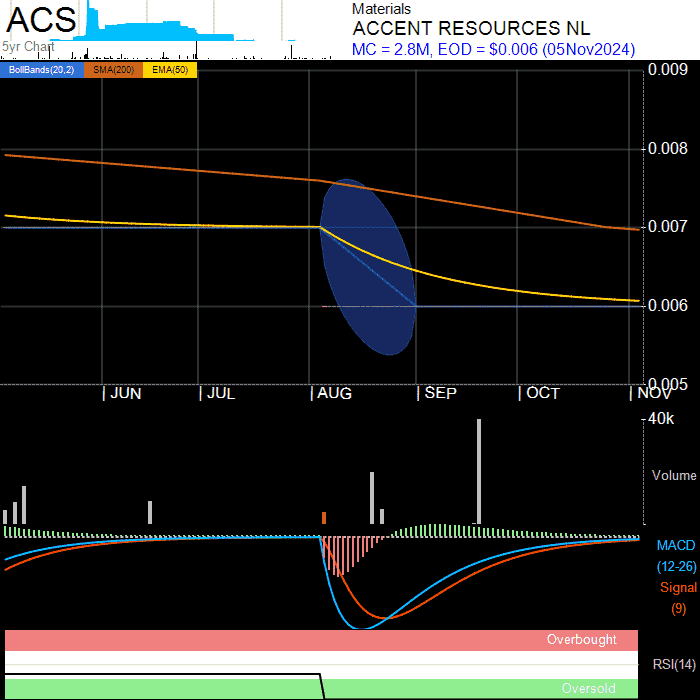 ACS
5yr Chart
Materials
ACCENT RESOURCES NL
MC = 2.8M, EOD = $0.006 (05Nov2024)
BollBands(20,2) SMA(200) EMA(50)
0.009
0.008
0.007
0.006
0.005
JUN JUL AUG SEP OCT NOV
40k
Volume
MACD
(12-26)
Signal
(9)
Overbought
RSI(14)
Oversold